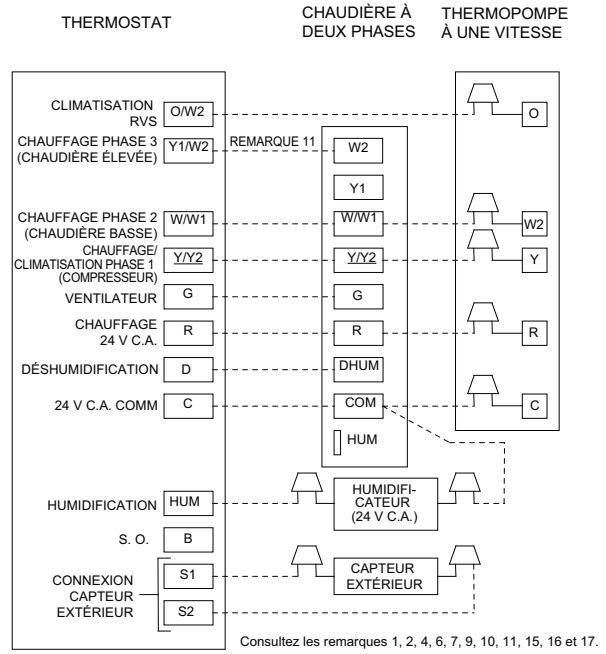 THERMOSTAT
CHAUDIÈRE À
DEUX PHASES
THERMOPOMPE
À UNE VITESSE
CLIMATISATION
RVS
O/W2
O
CHAUFFAGE PHASE 3
(CHAUDIÈRE ÉLEVÉE)
Y1/W2
REMARQUE 11
W2
Y1
CHAUFFAGE PHASE 2
(CHAUDIÈRE BASSE)
W/W1
W/W1
W2
CHAUFFAGE/
CLIMATISATION PHASE 1
(COMPRESSEUR)
Y/Y2
Y/Y2
Y
VENTILATEUR
G
G
CHAUFFAGE
24 V C.A.
R
R
R
DÉSHUMIDIFICATION
D
DHUM
24 V C.A. COMM
C
COM
C
HUM
HUMIDIFICATION
HUM
HUMIDIFI-
CATEUR
(24 V C.A.)
S. O.
B
CONNEXION
CAPTEUR
EXTÉRIEUR
S1
S2
CAPTEUR
EXTÉRIEUR
Consultez les remarques 1, 2, 4, 6, 7, 9, 10, 11, 15, 16 et 17.